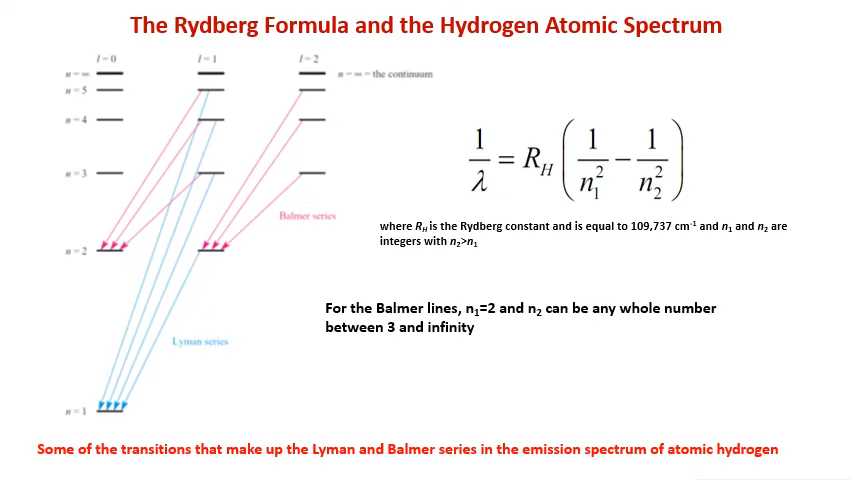 The Rydberg Formula and the Hydrogen Atomic Spectrum
l = 0 l = 1 l = 2
n = ∞ n = ∞ = the continuum
n = 5
n = 4
n = 3
n = 2
n = 1
Balmer series
Lyman series
1/λ = R_H (1/n₁² − 1/n₂²)
where R_H is the Rydberg constant and is equal to 109,737 cm⁻¹ and n₁ and n₂ are
integers with n₂>n₁
For the Balmer lines, n₁=2 and n₂ can be any whole number
between 3 and infinity
Some of the transitions that make up the Lyman and Balmer series in the emission spectrum of atomic hydrogen